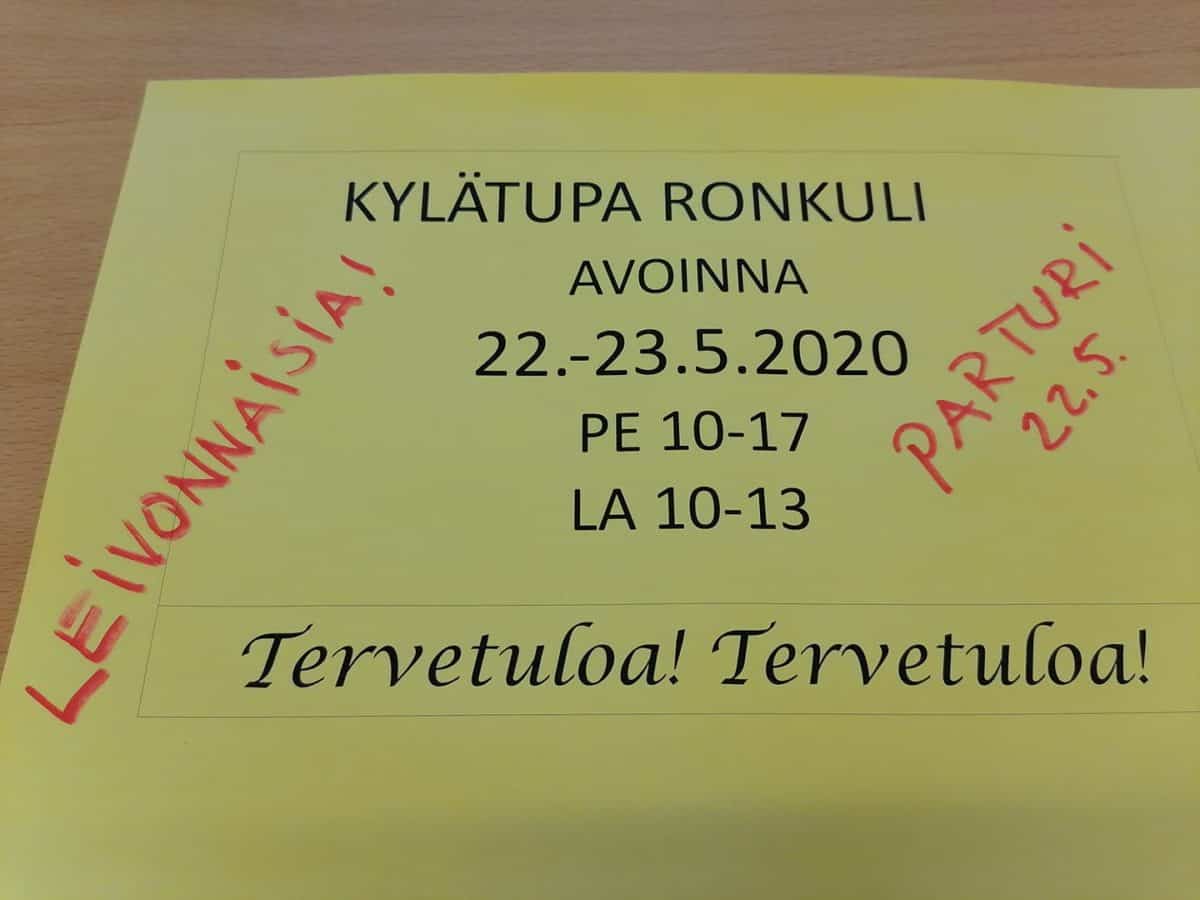 KYLÄTUPA RONKULI
AVOINNA
22.-23.5.2020
PE 10-17
LA 10-13
LEIVONNAISIA!
PARTURI
22.5.
Tervetuloa! Tervetuloa!